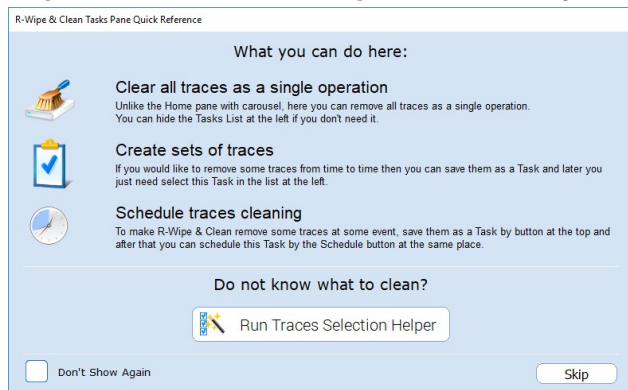 R-Wipe & Clean Tasks Pane Quick Reference
What you can do here:
Clear all traces as a single operation
Unlike the Home pane with carousel, here you can remove all traces as a single operation.
You can hide the Tasks List at the left if you don't need it.
Create sets of traces
If you would like to remove some traces from time to time then you can save them as a Task and later you
just need select this Task in the list at the left.
Schedule traces cleaning
To make R-Wipe & Clean remove some traces at some event, save them as a Task by button at the top and
after that you can schedule this Task by the Schedule button at the same place.
Do not know what to clean?
Run Traces Selection Helper
Don't Show Again
Skip